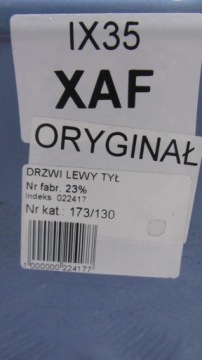 IX35
XAF
ORYGINAŁ
DRZWI LEWY TYŁ
Nr fabr. 23%
Indeks 022417
Nr kat.: 173/130
1000000224177